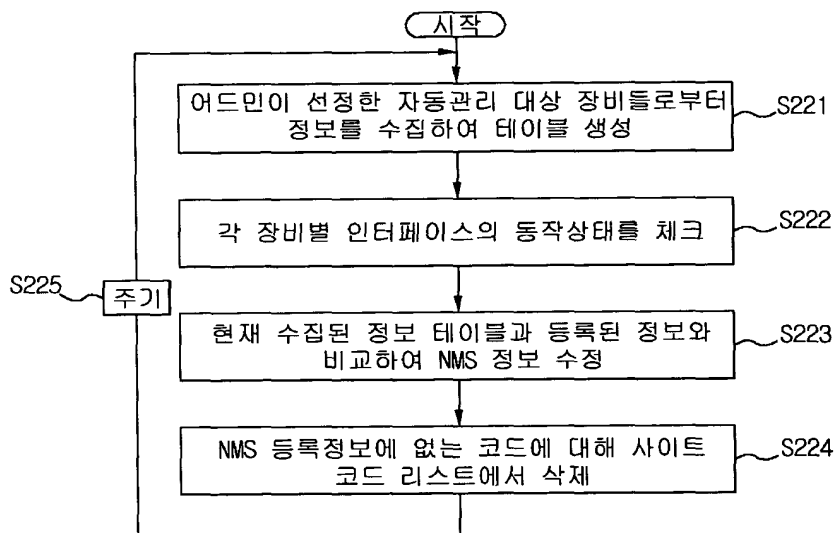 시작
어드민이 선정한 자동관리 대상 장비들로부터
정보를 수집하여 테이블 생성
S221
각 장비별 인터페이스의 동작상태를 체크
S222
S225
주기
현재 수집된 정보 테이블과 등록된 정보와
비교하여 NMS 정보 수정
S223
NMS 등록정보에 없는 코드에 대해 사이트
코드 리스트에서 삭제
S224